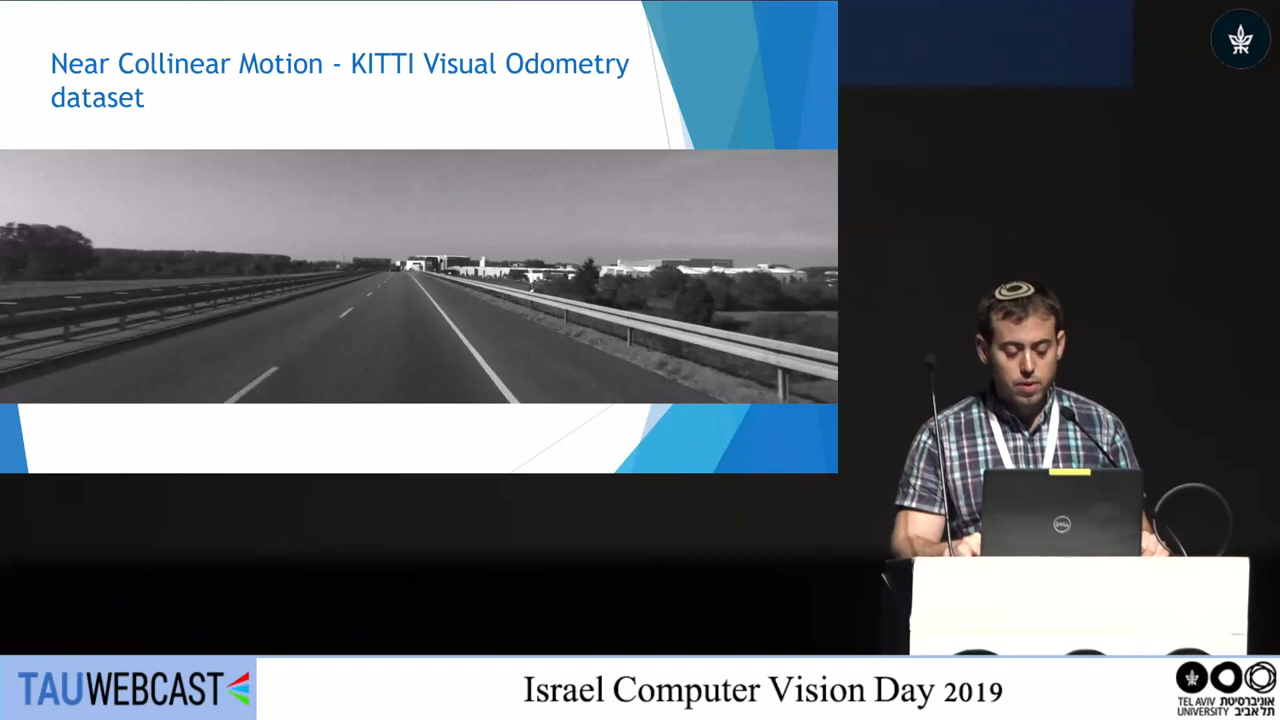 Near Collinear Motion - KITTI Visual Odometry
dataset
DELL
TAUWEBCAST
Israel Computer Vision Day 2019
TEL AVIV אוניברסיטת
UNIVERSITY תל אביב